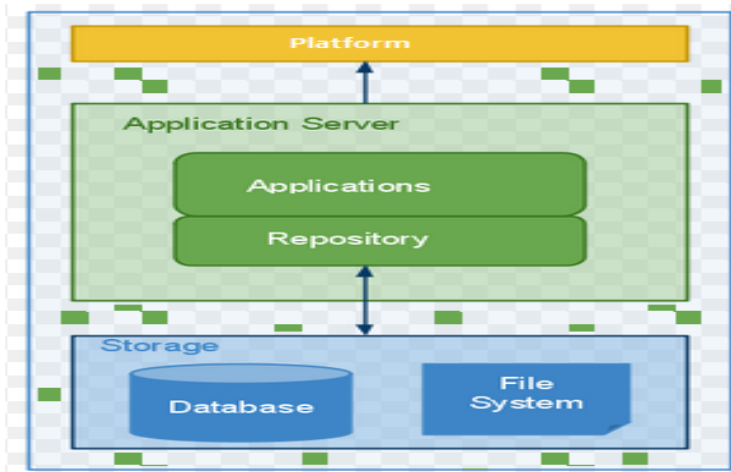 Platform
Application Server
Applications
Repository
Storage
Database
File
System